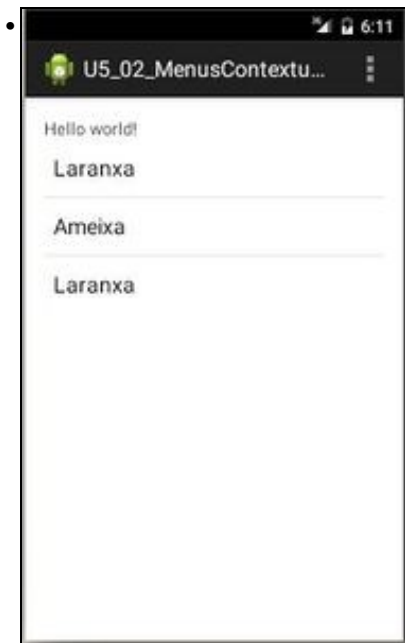 6:11
U5_02_MenusContextu...
Hello world!
Laranxa
Ameixa
Laranxa